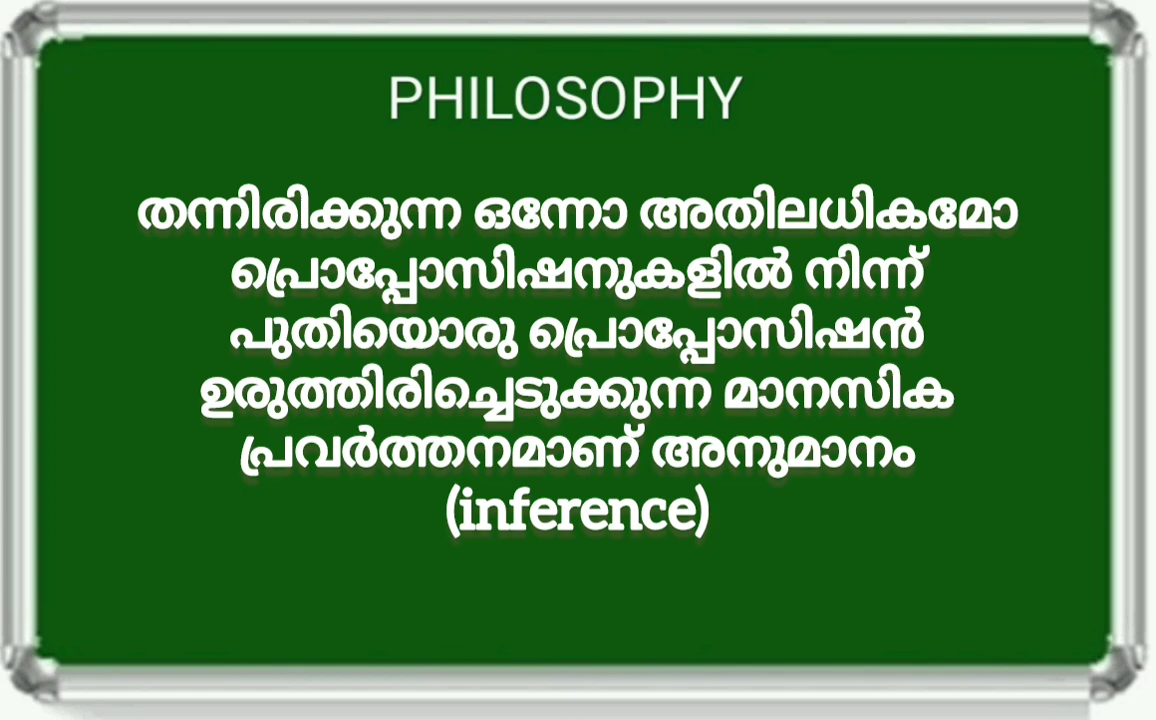 PHILOSOPHY
തന്നിരിക്കുന്ന ഒന്നോ അതിലധികമോ
പ്രൊപ്പോസിഷനുകളിൽ നിന്ന്
പുതിയൊരു പ്രൊപ്പോസിഷൻ
ഉരുത്തിരിച്ചെടുക്കുന്ന മാനസിക
പ്രവർത്തനമാണ് അനുമാനം
(inference)